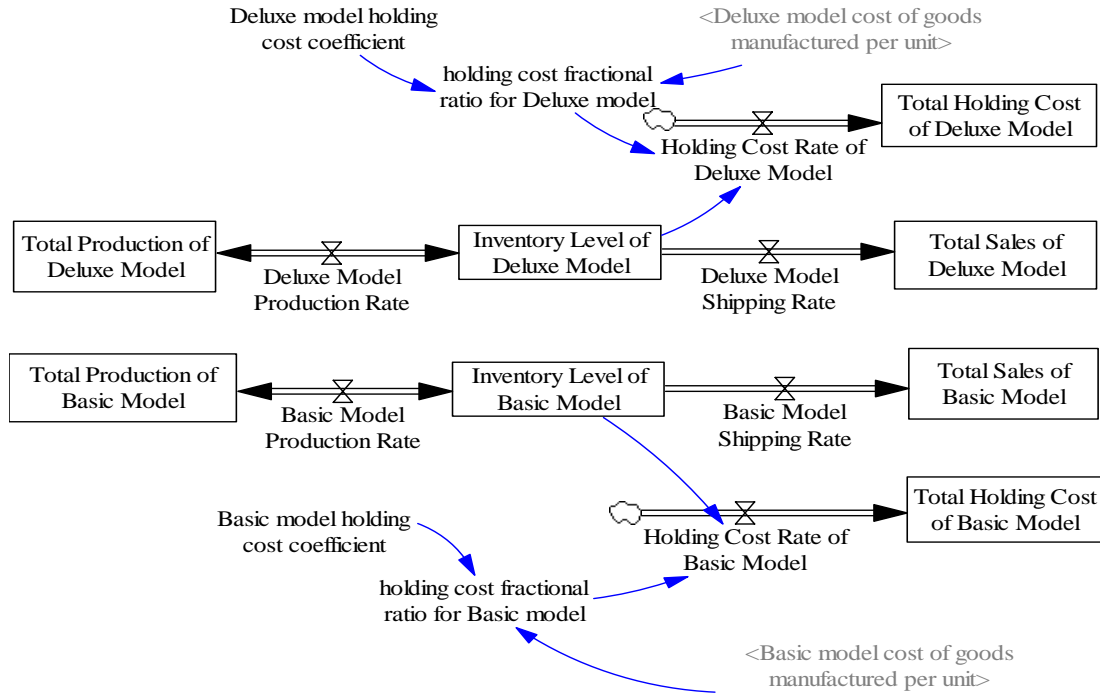 Deluxe model holding
cost coefficient
<Deluxe model cost of goods
manufactured per unit>
holding cost fractional
ratio for Deluxe model
Total Holding Cost
of Deluxe Model
Holding Cost Rate of
Deluxe Model
Total Production of
Deluxe Model
Inventory Level of
Deluxe Model
Total Sales of
Deluxe Model
Deluxe Model
Production Rate
Deluxe Model
Shipping Rate
Total Production of
Basic Model
Inventory Level of
Basic Model
Total Sales of
Basic Model
Basic Model
Production Rate
Basic Model
Shipping Rate
Total Holding Cost
of Basic Model
Basic model holding
cost coefficient
Holding Cost Rate of
Basic Model
holding cost fractional
ratio for Basic model
<Basic model cost of goods
manufactured per unit>